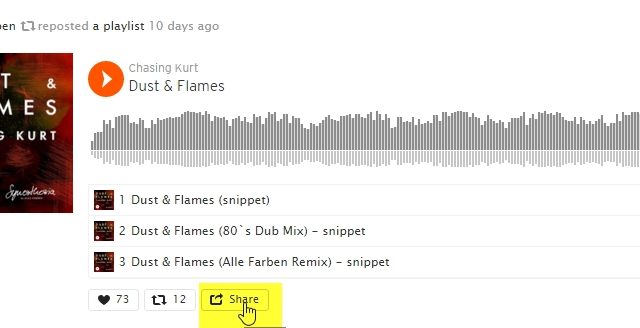 pen reposted a playlist 10 days ago
Chasing Kurt
Dust & Flames
T &
AMES
G KURT
1 Dust & Flames (snippet)
2 Dust & Flames (80`s Dub Mix) – snippet
3 Dust & Flames (Alle Farben Remix) – snippet
73 12 Share